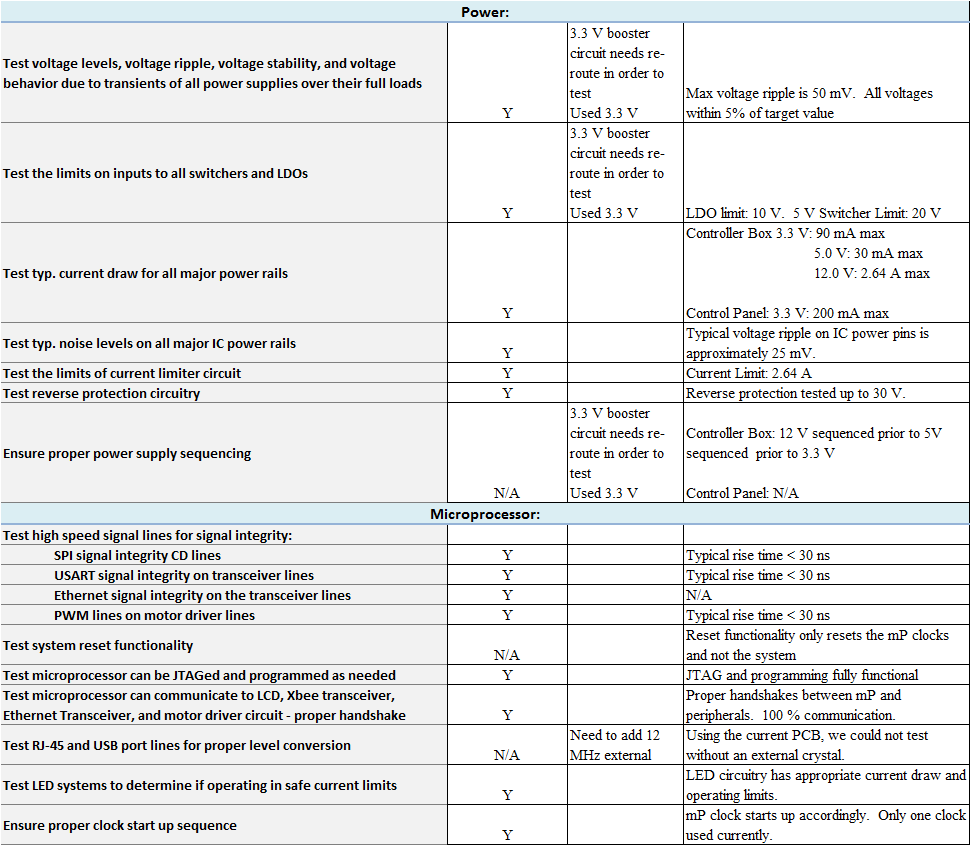 Power:
Test voltage levels, voltage ripple, voltage stability, and voltage
behavior due to transients of all power supplies over their full loads
Y
3.3 V booster
circuit needs re-
route in order to
test
Used 3.3 V
Max voltage ripple is 50 mV.  All voltages
within 5% of target value
Test the limits on inputs to all switchers and LDOs
Y
3.3 V booster
circuit needs re-
route in order to
test
Used 3.3 V
LDO limit: 10 V.  5 V Switcher Limit: 20 V
Test typ. current draw for all major power rails
Y
Controller Box 3.3 V: 90 mA max
5.0 V: 30 mA max
12.0 V: 2.64 A max
Control Panel: 3.3 V: 200 mA max
Test typ. noise levels on all major IC power rails
Y
Typical voltage ripple on IC power pins is
approximately 25 mV.
Test the limits of current limiter circuit
Y
Current Limit: 2.64 A
Test reverse protection circuitry
Y
Reverse protection tested up to 30 V.
Ensure proper power supply sequencing
N/A
3.3 V booster
circuit needs re-
route in order to
test
Used 3.3 V
Controller Box: 12 V sequenced prior to 5V
sequenced  prior to 3.3 V
Control Panel: N/A
Microprocessor:
Test high speed signal lines for signal integrity:
SPI signal integrity CD lines
Y
Typical rise time < 30 ns
USART signal integrity on transceiver lines
Y
Typical rise time < 30 ns
Ethernet signal integrity on the transceiver lines
Y
N/A
PWM lines on motor driver lines
Y
Typical rise time < 30 ns
Test system reset functionality
N/A
Reset functionality only resets the mP clocks
and not the system
Test microprocessor can be JTAGed and programmed as needed
Y
JTAG and programming fully functional
Test microprocessor can communicate to LCD, Xbee transceiver,
Ethernet Transceiver, and motor driver circuit - proper handshake
Y
Proper handshakes between mP and
peripherals.  100 % communication.
Test RJ-45 and USB port lines for proper level conversion
N/A
Need to add 12
MHz external
Using the current PCB, we could not test
without an external crystal.
Test LED systems to determine if operating in safe current limits
Y
LED circuitry has appropriate current draw and
operating limits.
Ensure proper clock start up sequence
Y
mP clock starts up accordingly.  Only one clock
used currently.